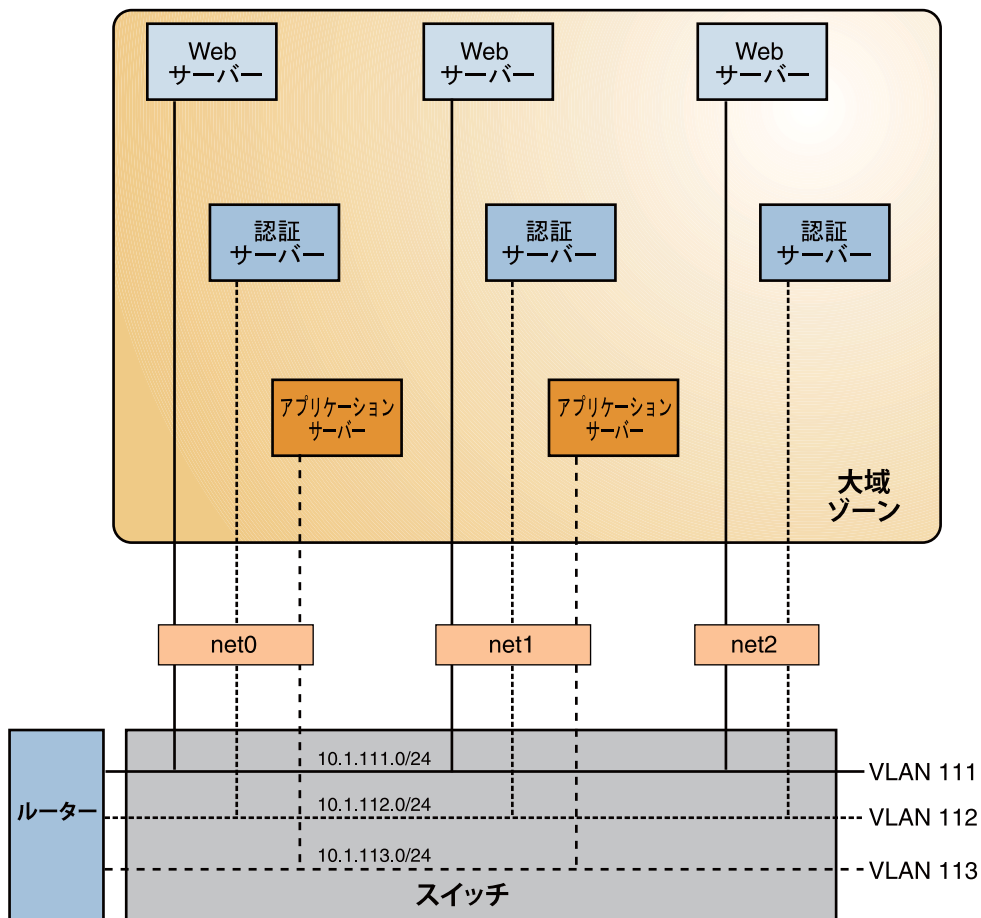 Web
サーバー
Web
サーバー
Web
サーバー
認証
サーバー
認証
サーバー
認証
サーバー
アプリケーション
サーバー
アプリケーション
サーバー
大域
ゾーン
net0
net1
net2
ルーター
10.1.111.0/24
VLAN 111
10.1.112.0/24
VLAN 112
10.1.113.0/24
VLAN 113
スイッチ